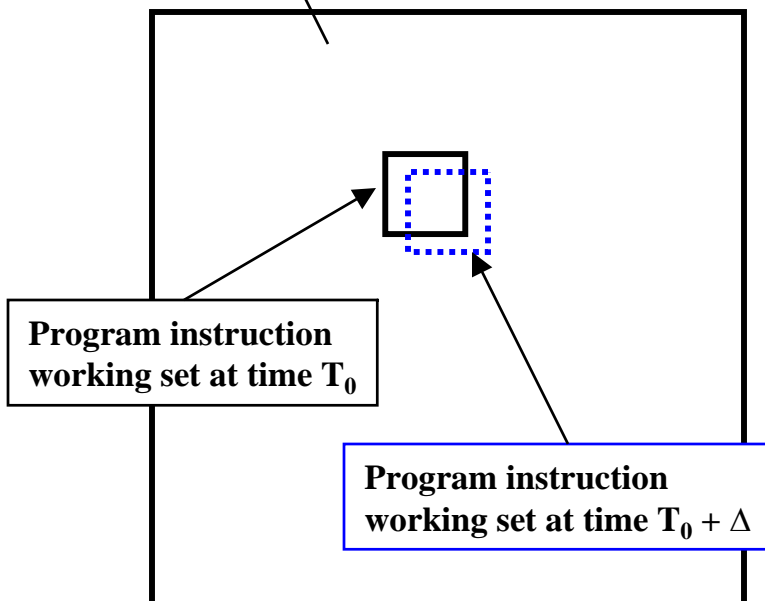 Program instruction
working set at time T₀
Program instruction
working set at time T₀ + Δ